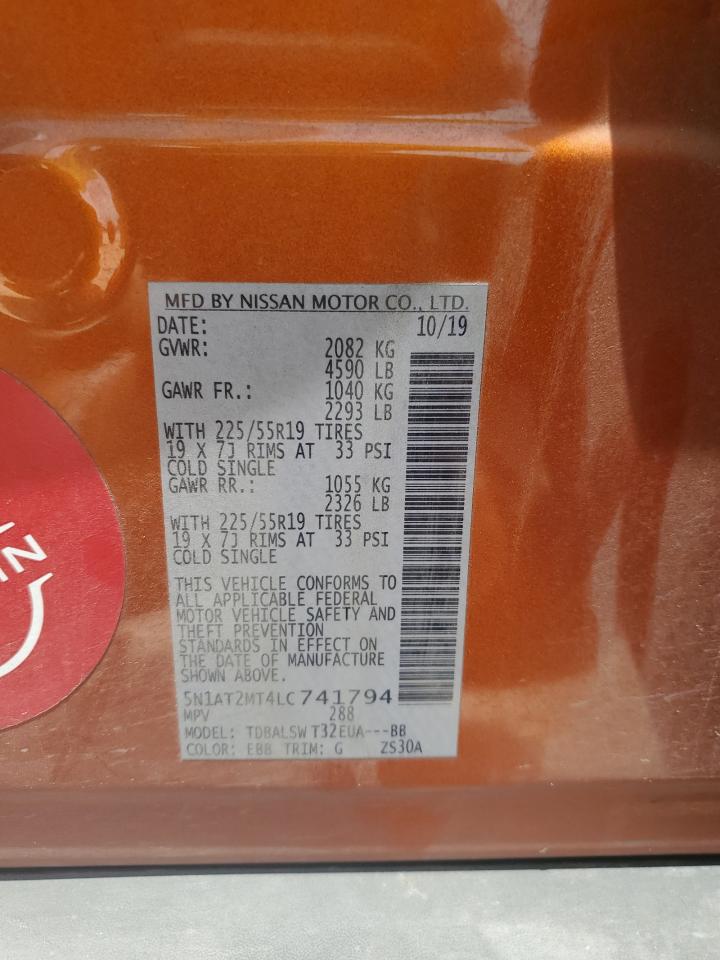 MFD BY NISSAN MOTOR CO., LTD.
DATE: 10/19
GVWR: 2082 KG
4590 LB
GAWR FR.: 1040 KG
2293 LB
WITH 225/55R19 TIRES
19 X 7J RIMS AT 33 PSI
COLD SINGLE
GAWR RR.: 1055 KG
2326 LB
WITH 225/55R19 TIRES
19 X 7J RIMS AT 33 PSI
COLD SINGLE
THIS VEHICLE CONFORMS TO
ALL APPLICABLE FEDERAL
MOTOR VEHICLE SAFETY AND
THEFT PREVENTION
STANDARDS IN EFFECT ON
THE DATE OF MANUFACTURE
SHOWN ABOVE.
5N1AT2MT4LC741794
MPV 288
MODEL: TDBALSW T32EUA---BB
COLOR: EBB TRIM: G ZS30A